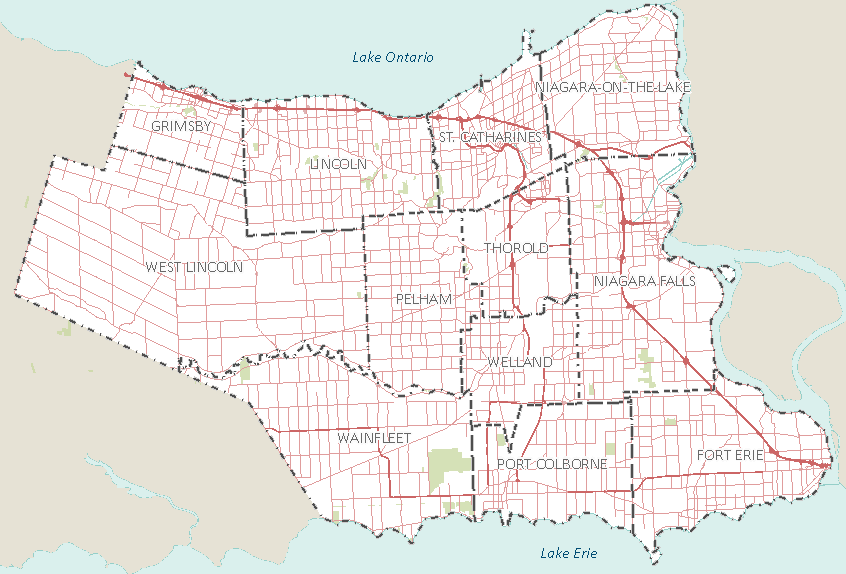 Lake Ontario
NIAGARA-ON-THE-LAKE
GRIMSBY
ST. CATHARINES
LINCOLN
THOROLD
WEST LINCOLN
NIAGARA FALLS
PELHAM
WELLAND
WAINFLEET
FORT ERIE
PORT COLBORNE
Lake Erie